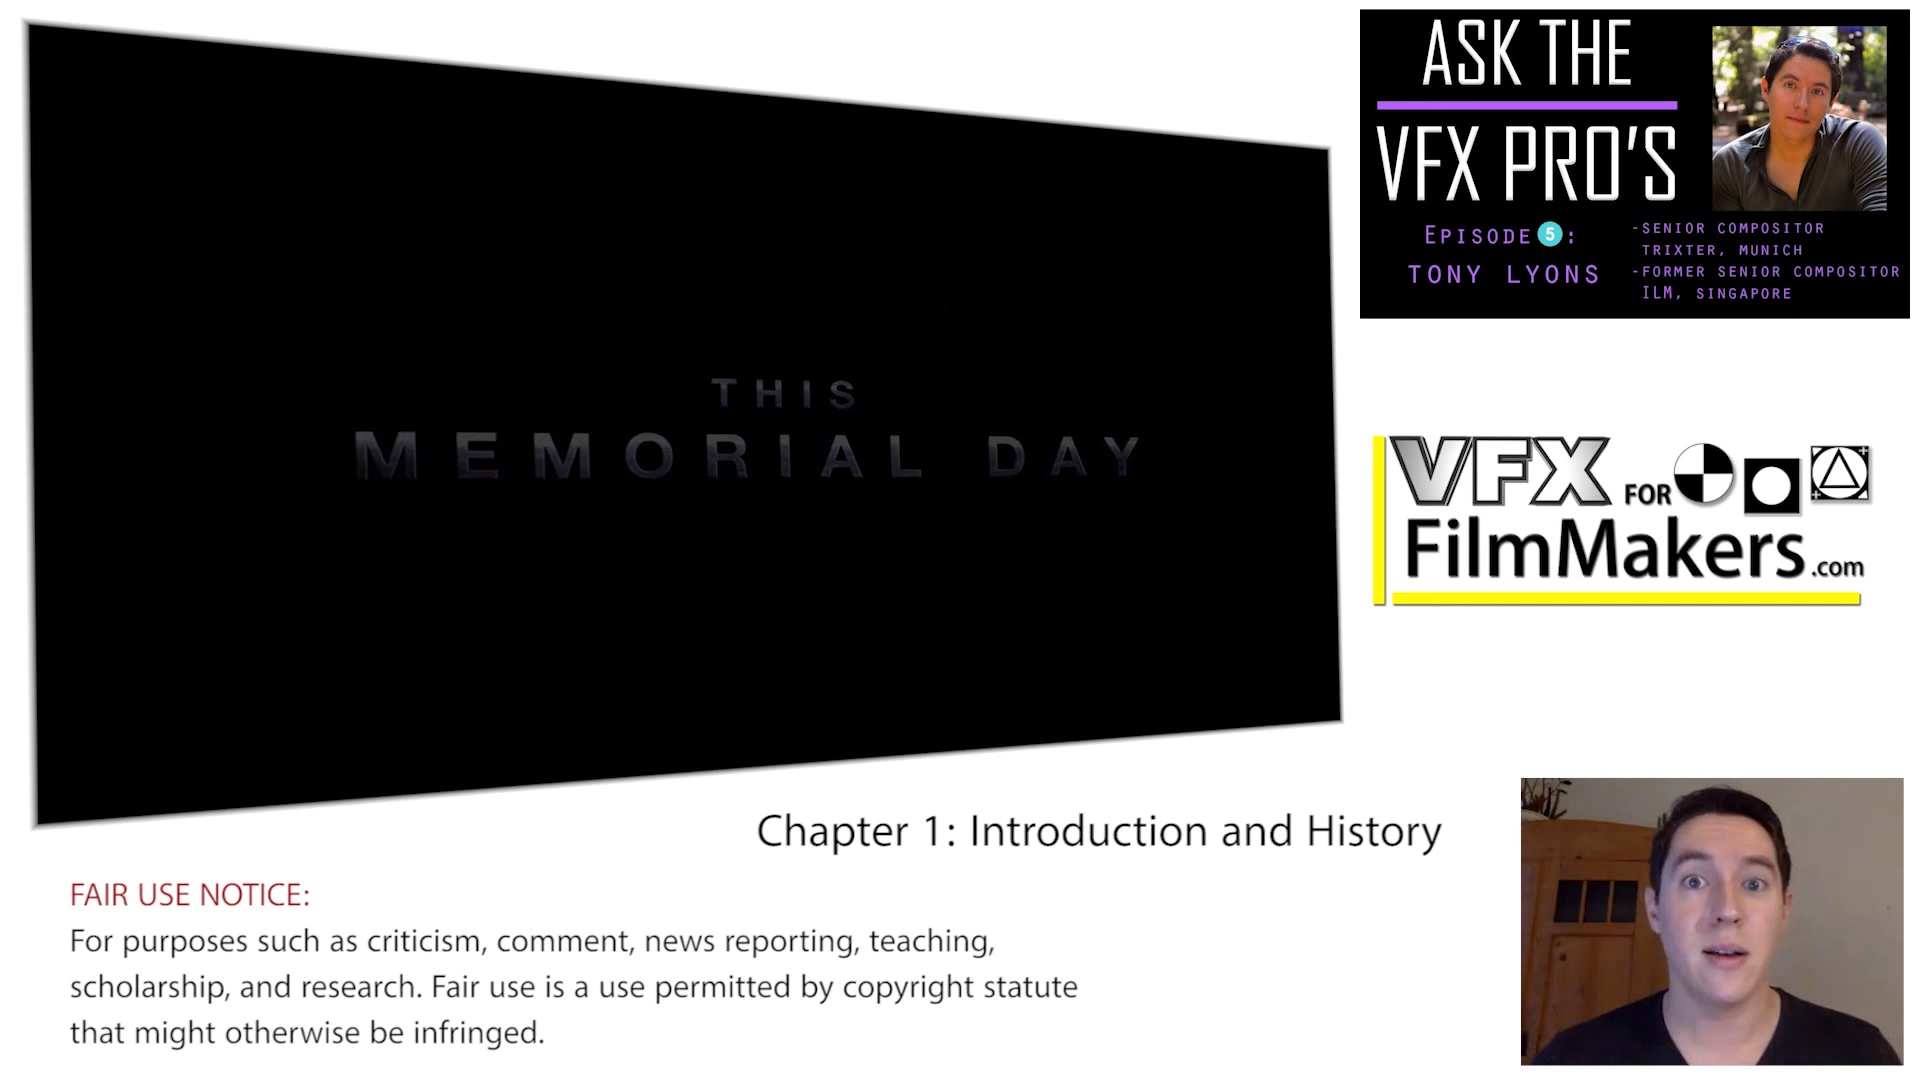 ASK THE
VFX PRO'S
EPISODE 5:
TONY LYONS
-SENIOR COMPOSITOR
TRIXTER, MUNICH
-FORMER SENIOR COMPOSITOR
ILM, SINGAPORE
THIS
MEMORIAL DAY
VFX FOR
FilmMakers.com
Chapter 1: Introduction and History
FAIR USE NOTICE:
For purposes such as criticism, comment, news reporting, teaching,
scholarship, and research. Fair use is a use permitted by copyright statute
that might otherwise be infringed.